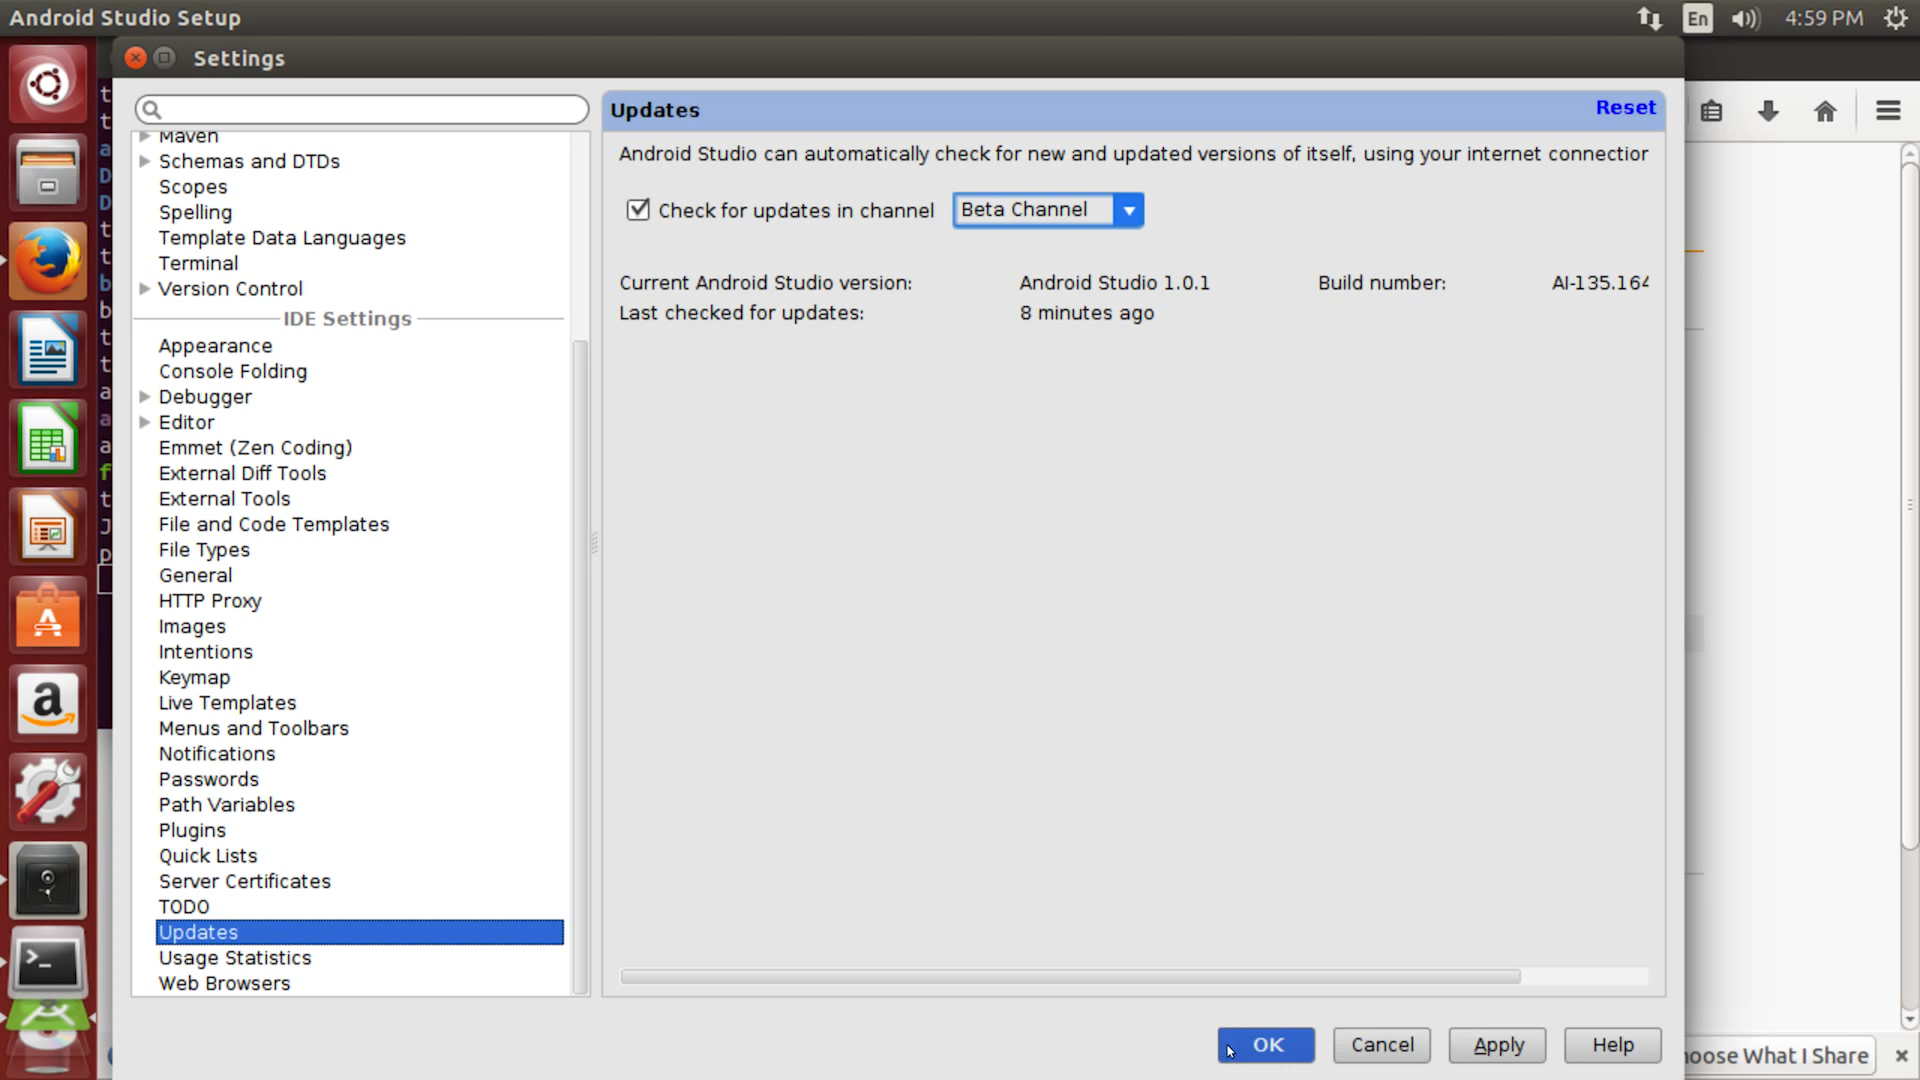 Android Studio Setup
En
4:59 PM
Settings
Updates
Reset
Maven
Schemas and DTDs
Scopes
Spelling
Template Data Languages
Terminal
Version Control
IDE Settings
Appearance
Console Folding
Debugger
Editor
Emmet (Zen Coding)
External Diff Tools
External Tools
File and Code Templates
File Types
General
HTTP Proxy
Images
Intentions
Keymap
Live Templates
Menus and Toolbars
Notifications
Passwords
Path Variables
Plugins
Quick Lists
Server Certificates
TODO
Updates
Usage Statistics
Web Browsers
Android Studio can automatically check for new and updated versions of itself, using your internet connection
Check for updates in channel Beta Channel
Current Android Studio version: Android Studio 1.0.1 Build number: AI-135.164
Last checked for updates: 8 minutes ago
OK Cancel Apply Help
hoose What I Share